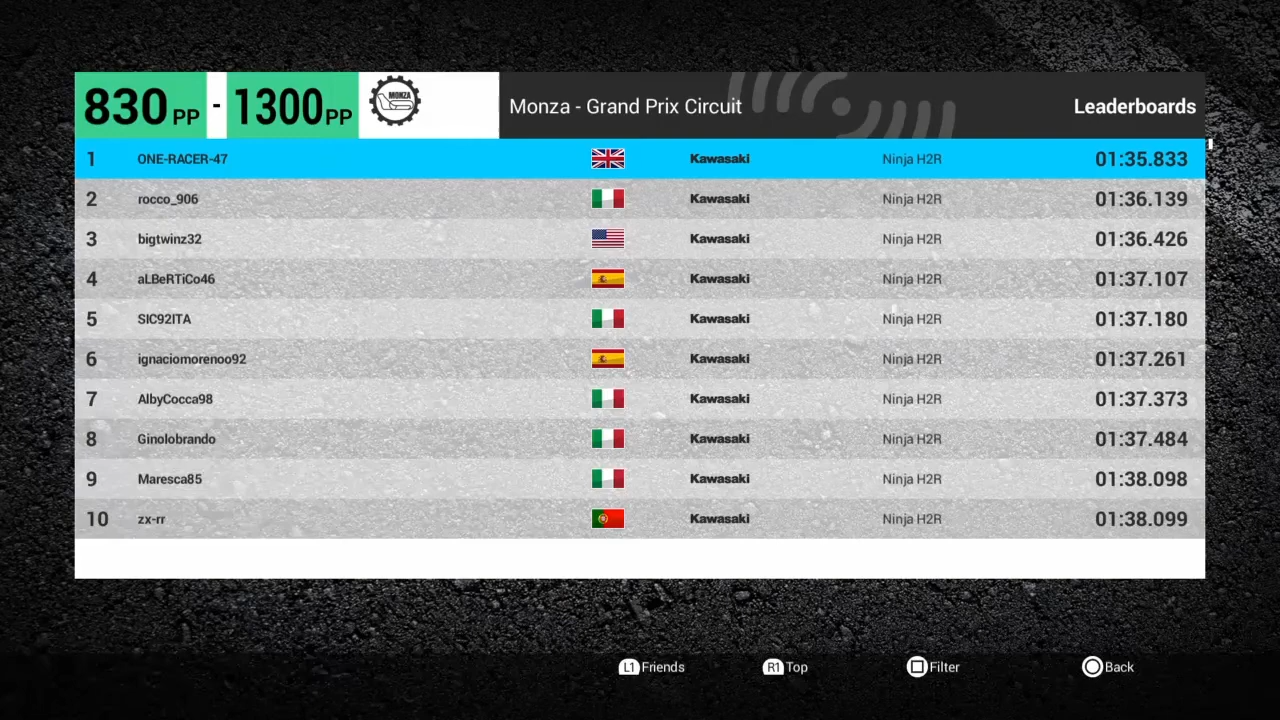 830 PP - 1300 PP MONZA Monza - Grand Prix Circuit Leaderboards
1 ONE-RACER-47 Kawasaki Ninja H2R 01:35.833
2 rocco_906 Kawasaki Ninja H2R 01:36.139
3 bigtwinz32 Kawasaki Ninja H2R 01:36.426
4 aLBeRTiCo46 Kawasaki Ninja H2R 01:37.107
5 SIC92ITA Kawasaki Ninja H2R 01:37.180
6 ignaciomorenoo92 Kawasaki Ninja H2R 01:37.261
7 AlbyCocca98 Kawasaki Ninja H2R 01:37.373
8 Ginolobrando Kawasaki Ninja H2R 01:37.484
9 Maresca85 Kawasaki Ninja H2R 01:38.098
10 zx-rr Kawasaki Ninja H2R 01:38.099
L1 Friends R1 Top Filter Back